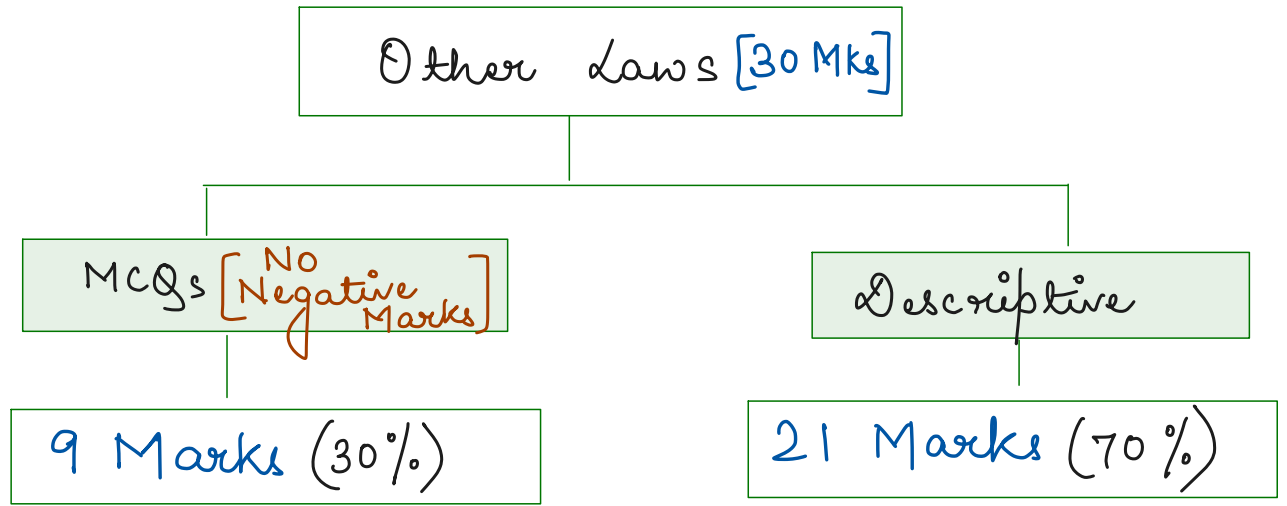 Other Laws [30 Mks]
MCQs [No
Negative
Marks]
Descriptive
9 Marks (30%)
21 Marks (70%)